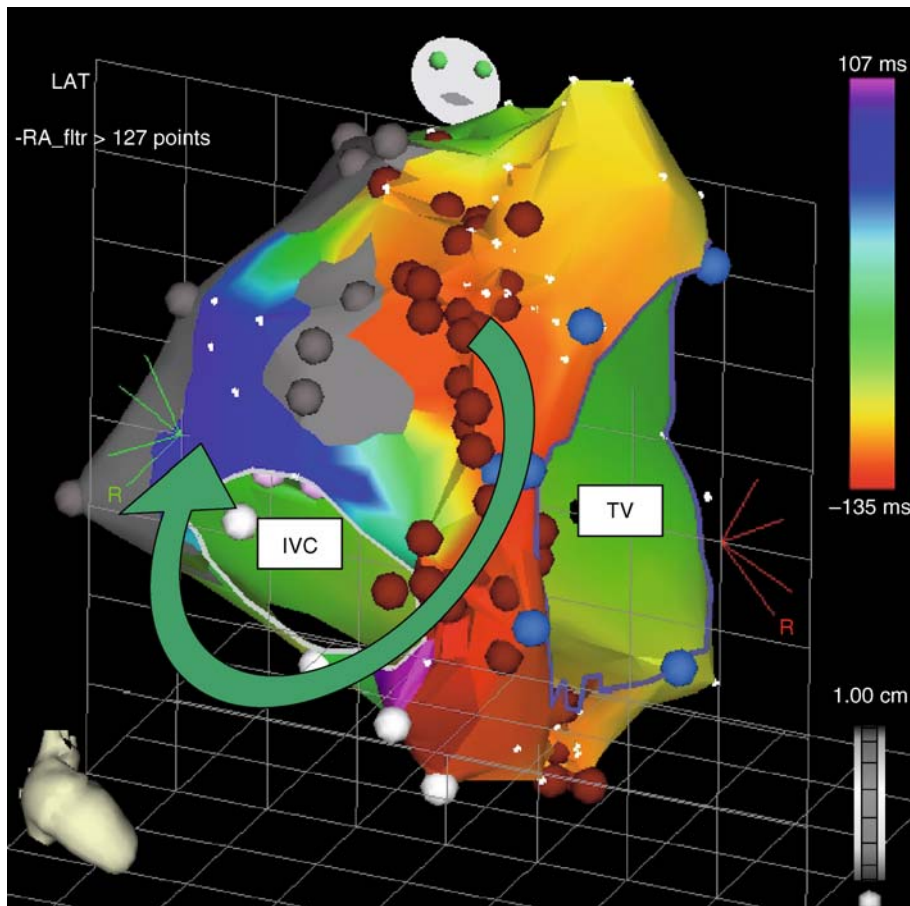 107 ms
LAT
-RA_fltr > 127 points
R
IVC
TV
–135 ms
R
1.00 cm